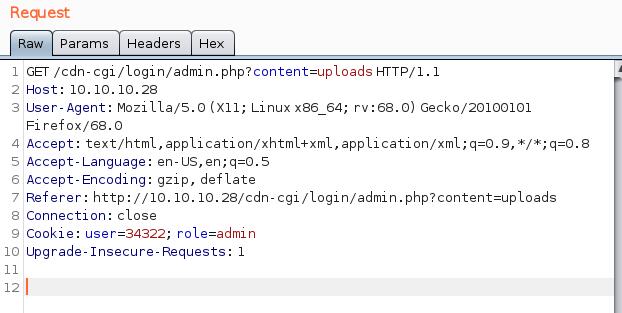 Request
Raw Params Headers Hex
1 GET /cdn-cgi/login/admin.php?content=uploads HTTP/1.1
2 Host: 10.10.10.28
3 User-Agent: Mozilla/5.0 (X11; Linux x86_64; rv:68.0) Gecko/20100101
Firefox/68.0
4 Accept: text/html,application/xhtml+xml,application/xml;q=0.9,*/*;q=0.8
5 Accept-Language: en-US,en;q=0.5
6 Accept-Encoding: gzip, deflate
7 Referer: http://10.10.10.28/cdn-cgi/login/admin.php?content=uploads
8 Connection: close
9 Cookie: user=34322; role=admin
10 Upgrade-Insecure-Requests: 1
11
12